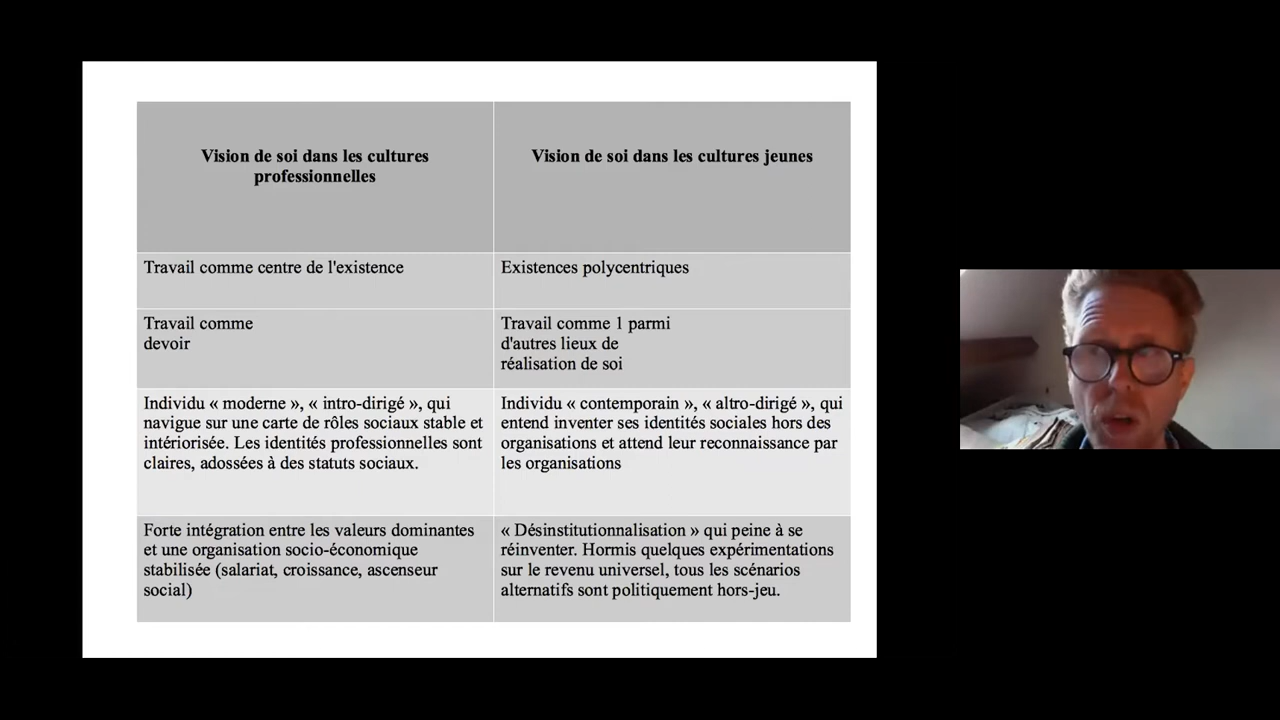 Vision de soi dans les cultures
professionnelles
Vision de soi dans les cultures jeunes
Travail comme centre de l'existence
Existences polycentriques
Travail comme
devoir
Travail comme 1 parmi
d'autres lieux de
réalisation de soi
Individu « moderne », « intro-dirigé », qui
navigue sur une carte de rôles sociaux stable et
intériorisée. Les identités professionnelles sont
claires, adossées à des statuts sociaux.
Individu « contemporain », « altro-dirigé », qui
entend inventer ses identités sociales hors des
organisations et attend leur reconnaissance par
les organisations
Forte intégration entre les valeurs dominantes
et une organisation socio-économique
stabilisée (salariat, croissance, ascenseur
social)
« Désinstitutionnalisation » qui peine à se
réinventer. Hormis quelques expérimentations
sur le revenu universel, tous les scénarios
alternatifs sont politiquement hors-jeu.